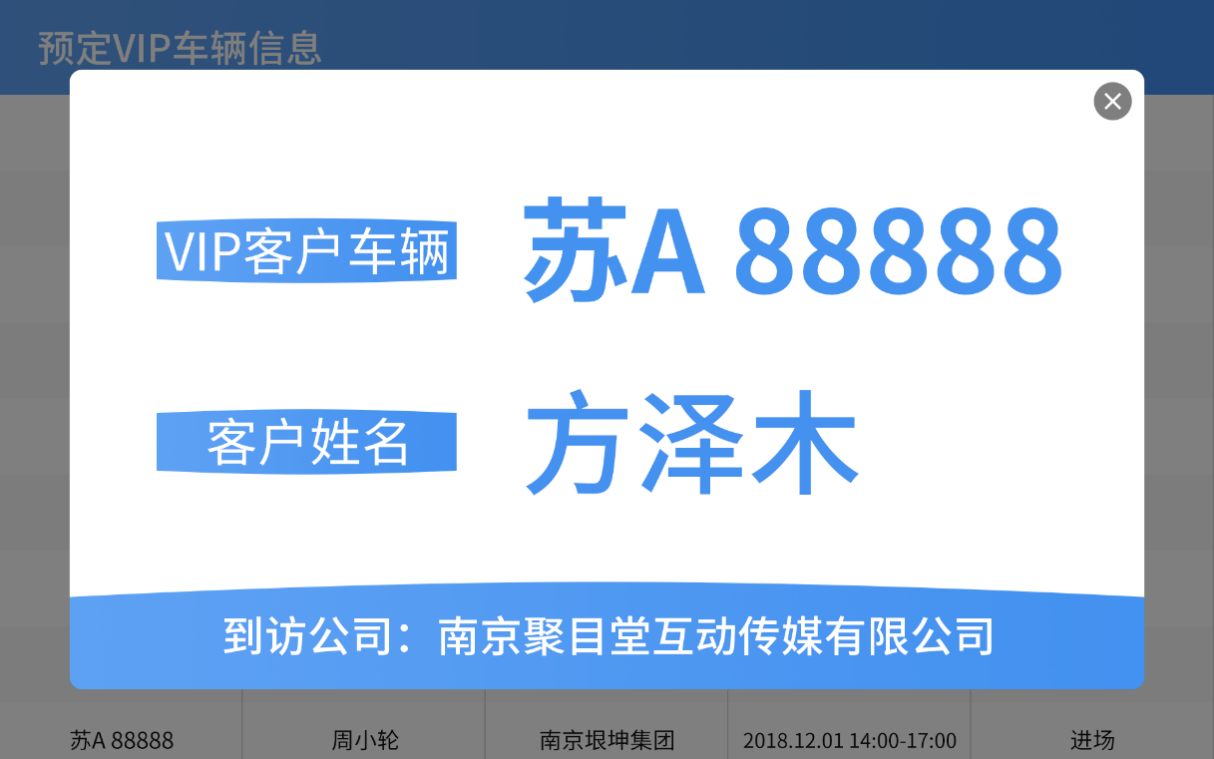 预定VIP车辆信息
VIP客户车辆 苏A 88888
客户姓名 方泽木
到访公司：南京聚目堂互动传媒有限公司
苏A 88888 周小轮 南京垠坤集团 2018.12.01 14:00-17:00 进场